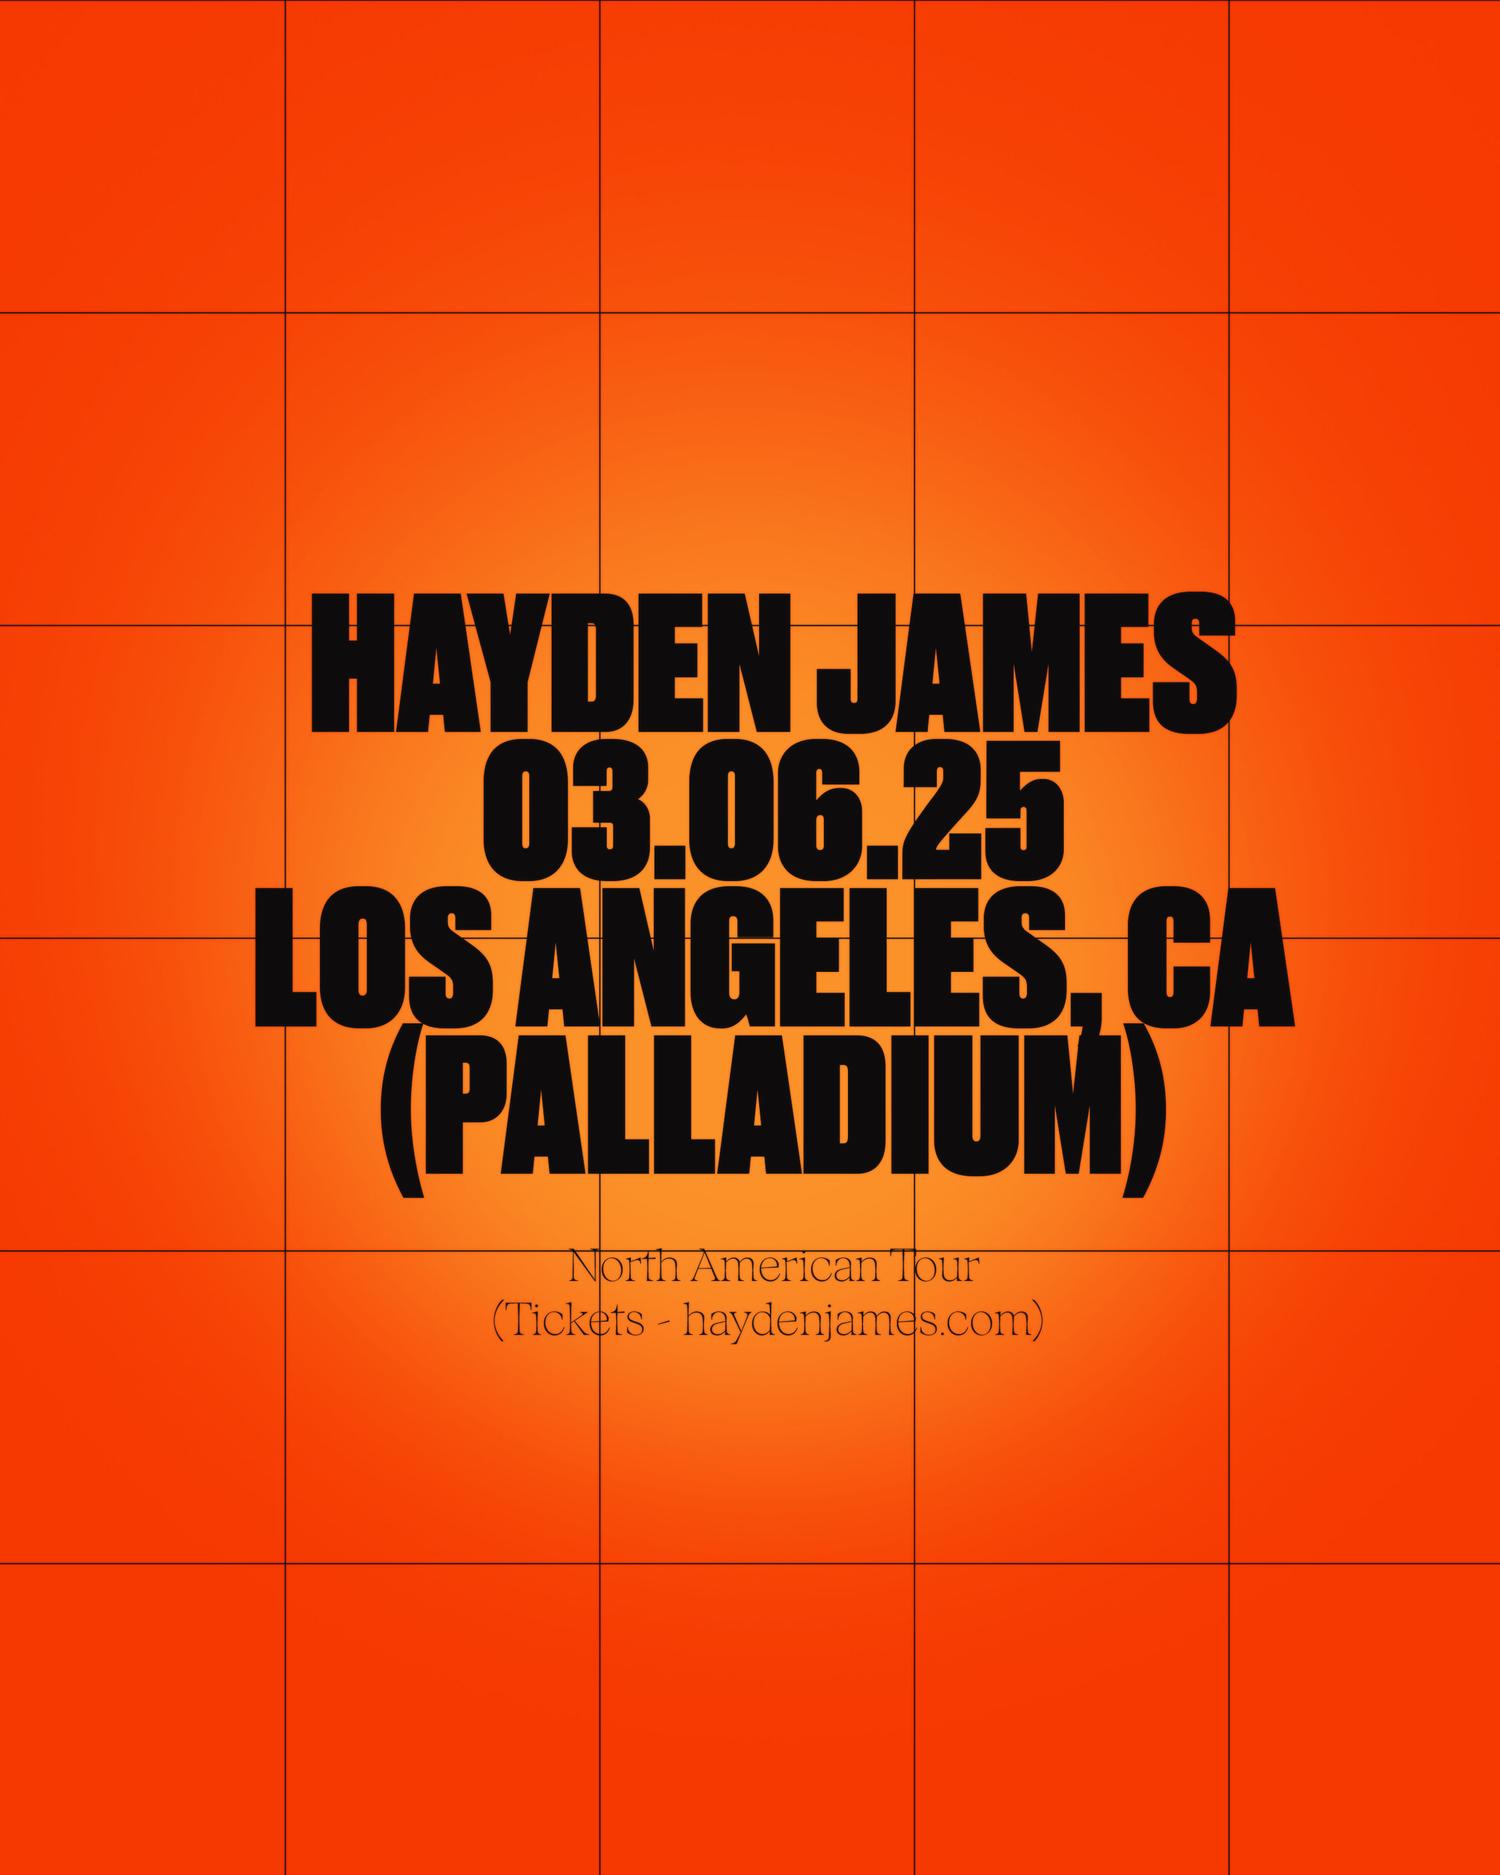 HAYDEN JAMES
03.06.25
LOS ANGELES, CA
(PALLADIUM)
North American Tour
(Tickets - haydenjames.com)